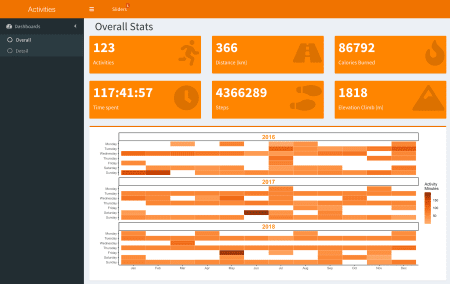 Activities
Sliders
Dashboards
Overall
Detail
Overall Stats
123
Activities
366
Distance (km)
86792
Calories Burned
117:41:57
Time spent
4366289
Steps
1818
Elevation Climb (m)
2016
Monday
Tuesday
Wednesday
Thursday
Friday
Saturday
Sunday
2017
Monday
Tuesday
Wednesday
Thursday
Friday
Saturday
Sunday
2018
Monday
Tuesday
Wednesday
Thursday
Friday
Saturday
Sunday
Jan Feb Mar Apr May Jun Jul Aug Sep Oct Nov Dec
Activity
Minutes
150
100
50